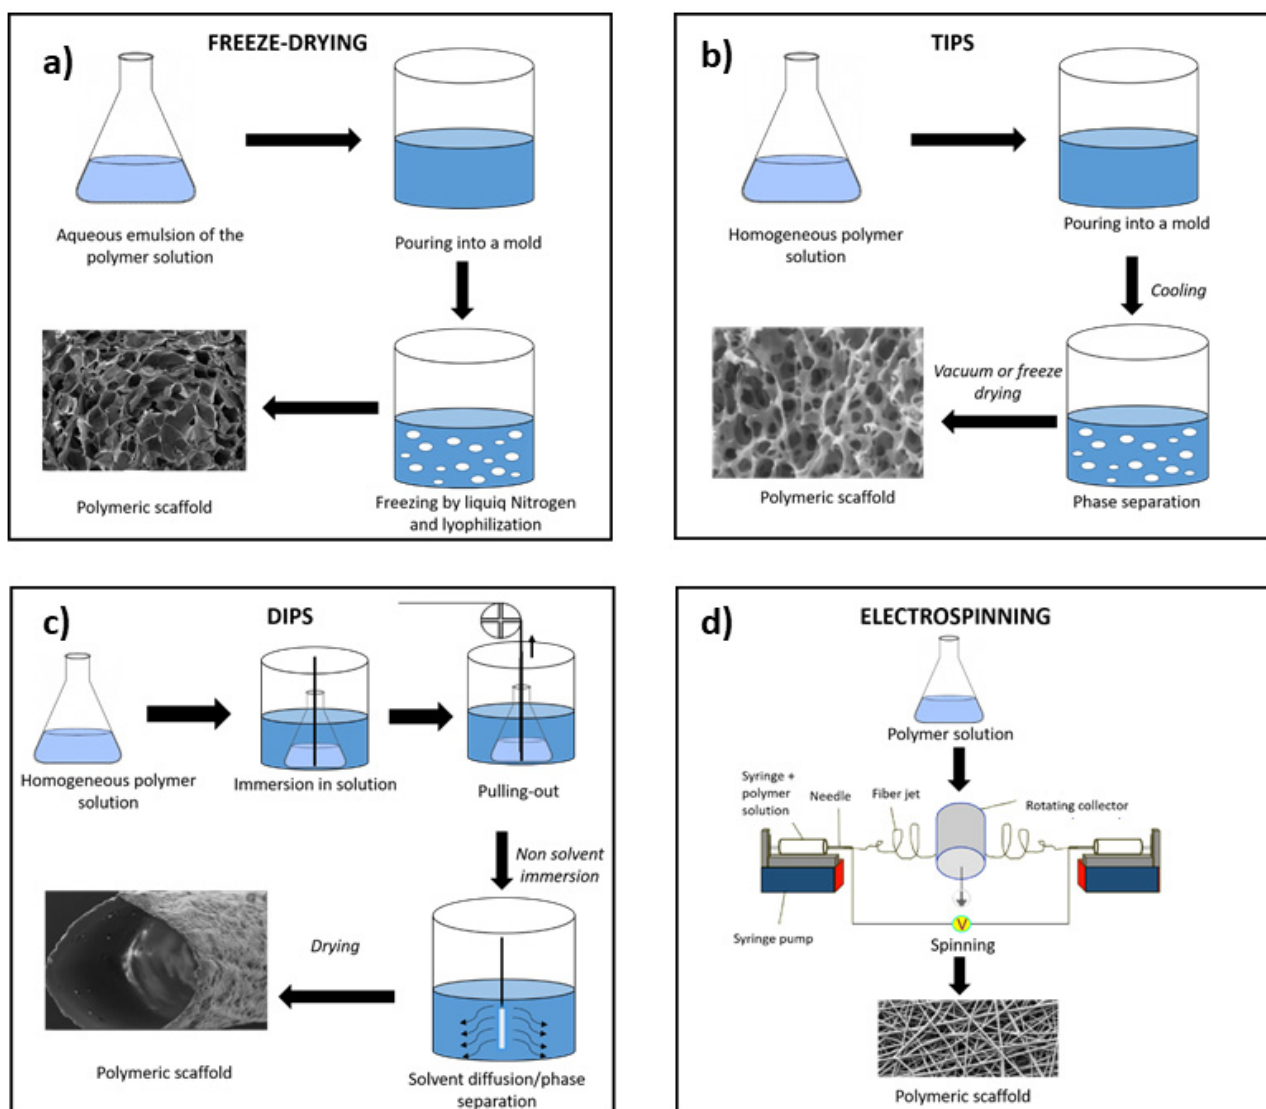 a)
FREEZE-DRYING
Aqueous emulsion of the
polymer solution
Pouring into a mold
Freezing by liquiq Nitrogen
and lyophilization
Polymeric scaffold
b)
TIPS
Homogeneous polymer
solution
Pouring into a mold
Cooling
Phase separation
Vacuum or freeze
drying
Polymeric scaffold
c)
DIPS
Homogeneous polymer
solution
Immersion in solution
Pulling-out
Non solvent
immersion
Solvent diffusion/phase
separation
Drying
Polymeric scaffold
d)
ELECTROSPINNING
Polymer solution
Syringe +
polymer
solution
Needle
Fiber jet
Rotating collector
Syringe pump
V
Spinning
Polymeric scaffold